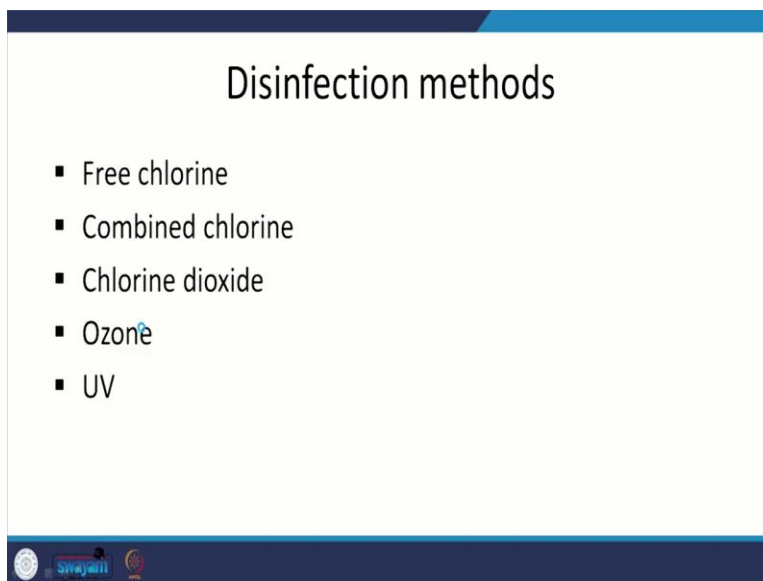 Disinfection methods
Free chlorine
Combined chlorine
Chlorine dioxide
Ozone
UV
swayam